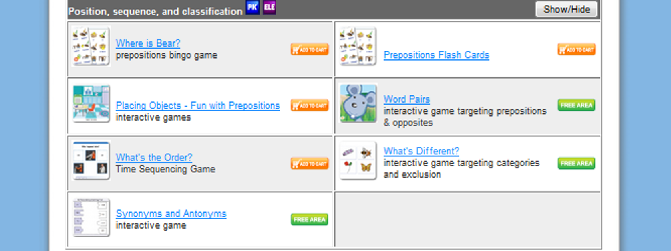 Position, sequence, and classification PK ELE Show/Hide
Where is Bear?
prepositions bingo game
ADD TO CART
Prepositions Flash Cards
ADD TO CART
Placing Objects - Fun with Prepositions
interactive games
ADD TO CART
Word Pairs
interactive game targeting prepositions
& opposites
FREE AREA
What's the Order?
Time Sequencing Game
ADD TO CART
What's Different?
interactive game targeting categories
and exclusion
FREE AREA
Synonyms and Antonyms
interactive game
FREE AREA